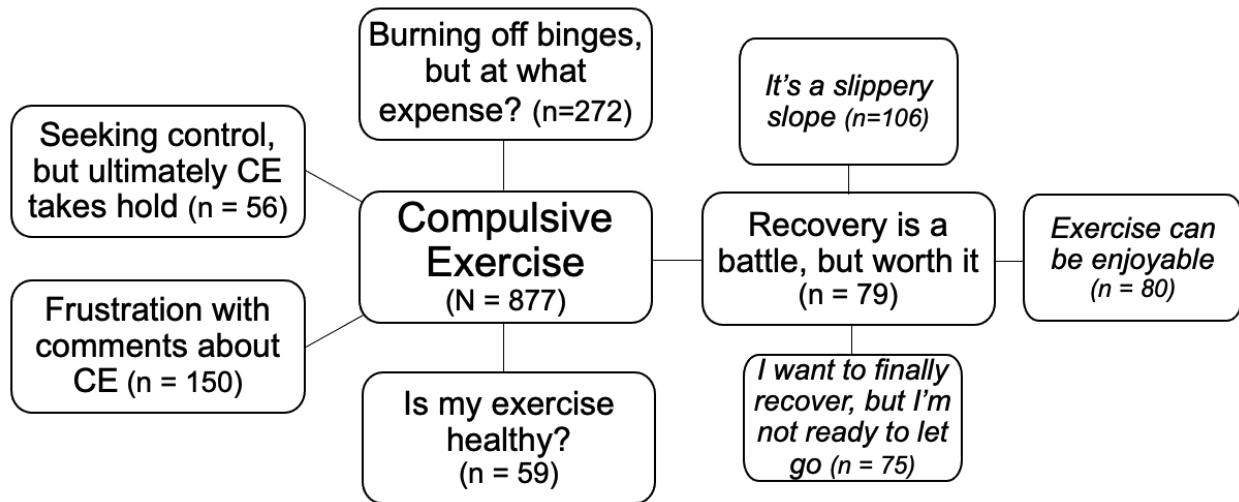 Burning off binges,
but at what
expense? (n=272)
It's a slippery
slope (n=106)
Seeking control,
but ultimately CE
takes hold (n = 56)
Compulsive
Exercise
(N = 877)
Recovery is a
battle, but worth it
(n = 79)
Exercise can
be enjoyable
(n = 80)
Frustration with
comments about
CE (n = 150)
Is my exercise
healthy?
(n = 59)
I want to finally
recover, but I'm
not ready to let
go (n = 75)